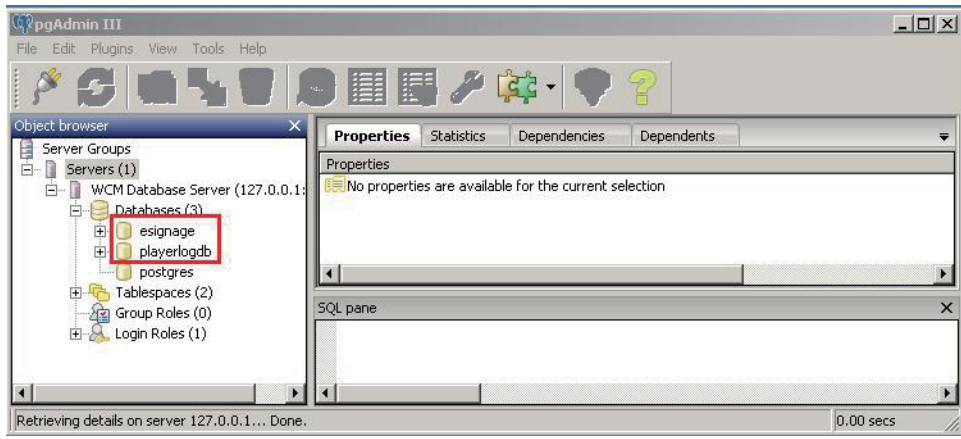 pgAdmin III
File Edit Plugins View Tools Help
Object browser
Server Groups
Servers (1)
WCM Database Server (127.0.0.1:
Databases (3)
esignage
playerlogdb
postgres
Tablespaces (2)
Group Roles (0)
Login Roles (1)
Properties Statistics Dependencies Dependents
Properties
No properties are available for the current selection
SQL pane
Retrieving details on server 127.0.0.1... Done.
0.00 secs